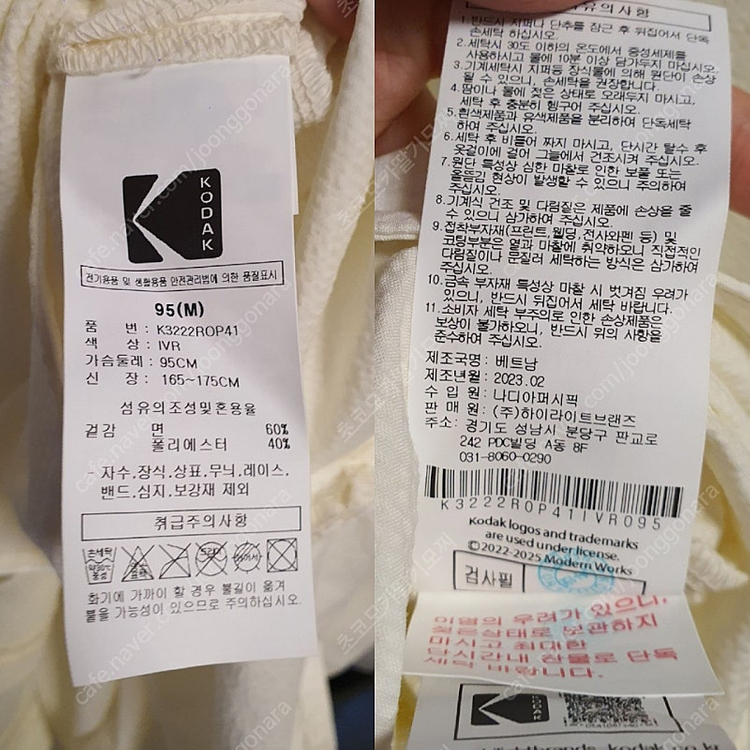 KODAK
전기용품 및 생활용품 안전관리법에 의한 품질표시
95(M)
품 번 : K3222ROP41
색 상 : IVR
가슴둘레 : 95CM
신 장 : 165~175CM
섬유의조성및혼용율
겉감 면 60%
폴리에스터 40%
- 자수.장식.상표.무늬.레이스.
밴드.심지.보강재 제외
취급주의사항
손세탁
약30℃
중성
화기에 가까이 할 경우 불길이 옮겨
붙을 가능성이 있으므로 주의하십시오.
유의사항
1.반드시 지퍼나 단추를 잠근 후 뒤집어서 단독
손세탁 하십시오.
2.세탁시 30도 이하의 온도에서 중성세제를
사용하시고 물에 10분 이상 담가두지 마십시오.
3.기계세탁시 지퍼등 장식물에 의해 원단이 손상
될 수 있으니, 손세탁을 권장합니다.
4.땀이나 물에 젖은 상태로 오래두지 마시고,
세탁 후 충분히 헹구어 주십시오.
5.흰색제품과 유색제품을 분리하여 단독세탁
하여 주십시오.
6.세탁 후 비틀어 짜지 마시고, 단시간 탈수 후
옷걸이에 걸어 그늘에서 건조시켜 주십시오.
7.원단 특성상 심한 마찰로 인한 보풀 또는
올뜯김 현상이 발생할 수 있으니 주의하여
주십시오.
8.기계식 건조 및 다림질은 제품에 손상을 줄
수 있으니 삼가하여 주십시오.
9.접착부자재(프린트,웰딩,전사와펜 등) 및
코팅부분은 열과 마찰에 취약하오니 직접적인
다림질이나 문질러 세탁하는 방식은 삼가하여
주십시오.
10.금속 부자재 특성상 마찰 시 벗겨짐 우려가
있으니, 반드시 뒤집어서 세탁 바랍니다.
11.소비자 세탁 부주의로 인한 손상제품은
보상이 불가하오니, 반드시 위의 사항을
준수하여 주십시오.
제조국명 : 베트남
제조년월 : 2023.02
수 입 원 : 나디아퍼시픽
판 매 원 : (주)하이라이트브랜즈
주소: 경기도 성남시 분당구 판교로
242 PDC빌딩 A동 8F
031-8060-0290
K3222ROP41IVR095
Kodak logos and trademarks
are used under license.
©2022-2025 Modern Works
검사필
이염의 우려가 있으니,
젖은상태로 보관하지
마시고 최대한
단시간내 찬물로 단독
세탁 바랍니다.
KODAK
cafe.naver.com/joonggonara